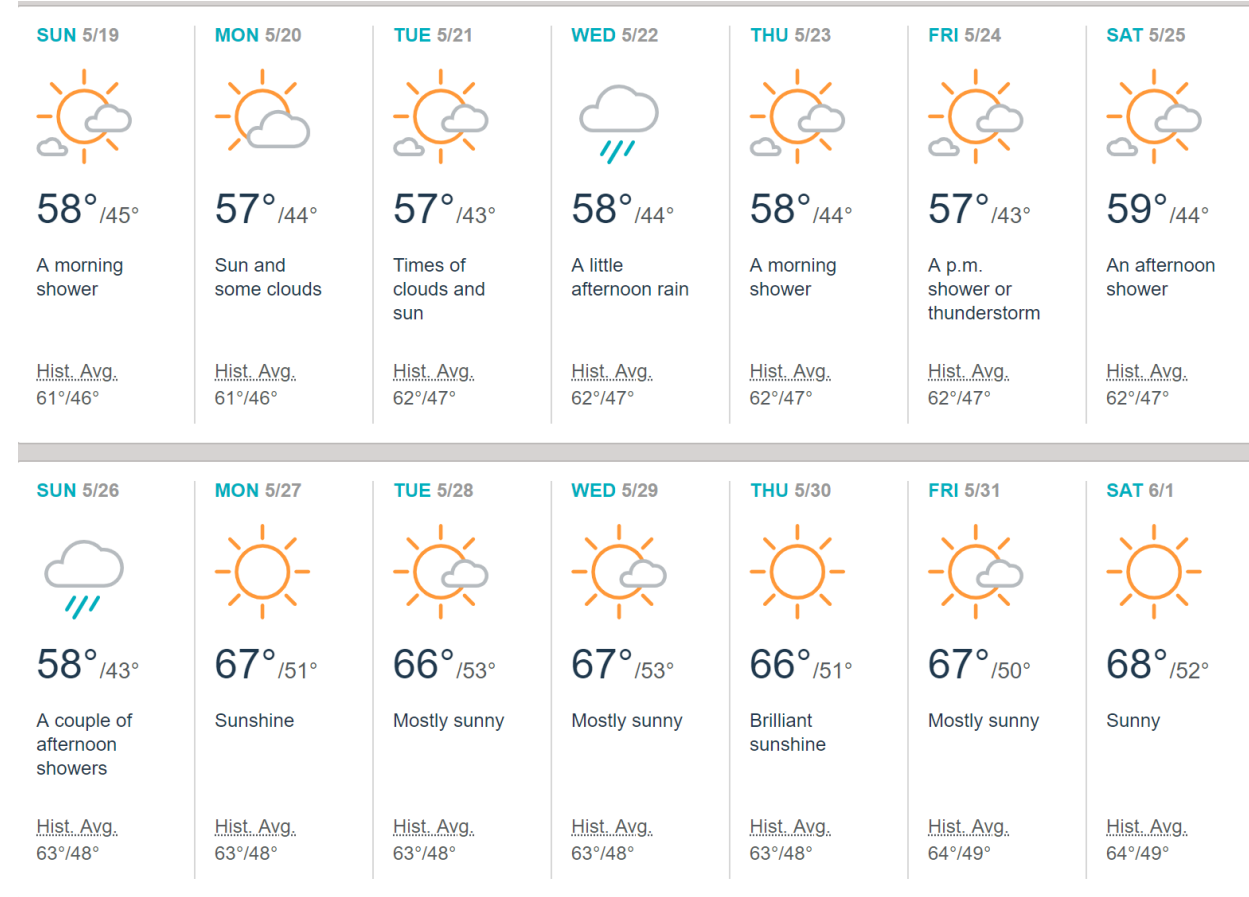 SUN 5/19 MON 5/20 TUE 5/21 WED 5/22 THU 5/23 FRI 5/24 SAT 5/25
58°/45° 57°/44° 57°/43° 58°/44° 58°/44° 57°/43° 59°/44°
A morning Sun and Times of A little A morning A p.m. An afternoon
shower some clouds clouds and afternoon rain shower shower or shower
sun thunderstorm
Hist. Avg. Hist. Avg. Hist. Avg. Hist. Avg. Hist. Avg. Hist. Avg. Hist. Avg.
61°/46° 61°/46° 62°/47° 62°/47° 62°/47° 62°/47° 62°/47°
SUN 5/26 MON 5/27 TUE 5/28 WED 5/29 THU 5/30 FRI 5/31 SAT 6/1
58°/43° 67°/51° 66°/53° 67°/53° 66°/51° 67°/50° 68°/52°
A couple of Sunshine Mostly sunny Mostly sunny Brilliant Mostly sunny Sunny
afternoon sunshine
showers
Hist. Avg. Hist. Avg. Hist. Avg. Hist. Avg. Hist. Avg. Hist. Avg. Hist. Avg.
63°/48° 63°/48° 63°/48° 63°/48° 63°/48° 64°/49° 64°/49°